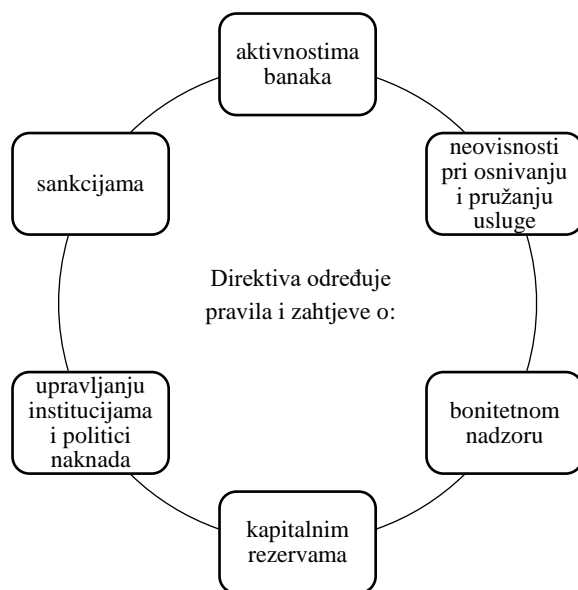 aktivnostima
banaka
neovisnosti
pri osnivanju
i pružanju
usluge
sankcijama
Direktiva određuje
pravila i zahtjeve o:
upravljanju
institucijama
i politici
naknada
bonitetnom
nadzoru
kapitalnim
rezervama